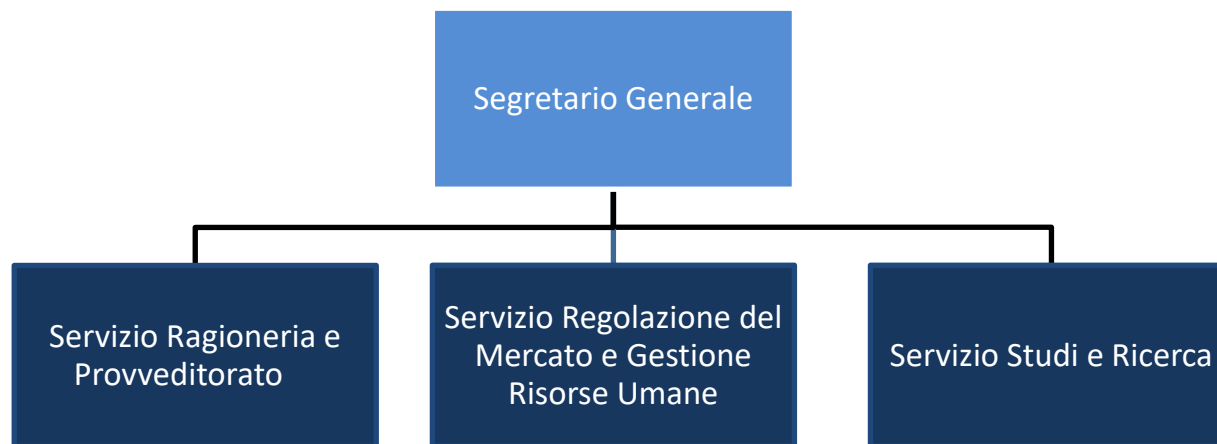 Segretario Generale
Servizio Ragioneria e
Provveditorato
Servizio Regolazione del
Mercato e Gestione
Risorse Umane
Servizio Studi e Ricerca